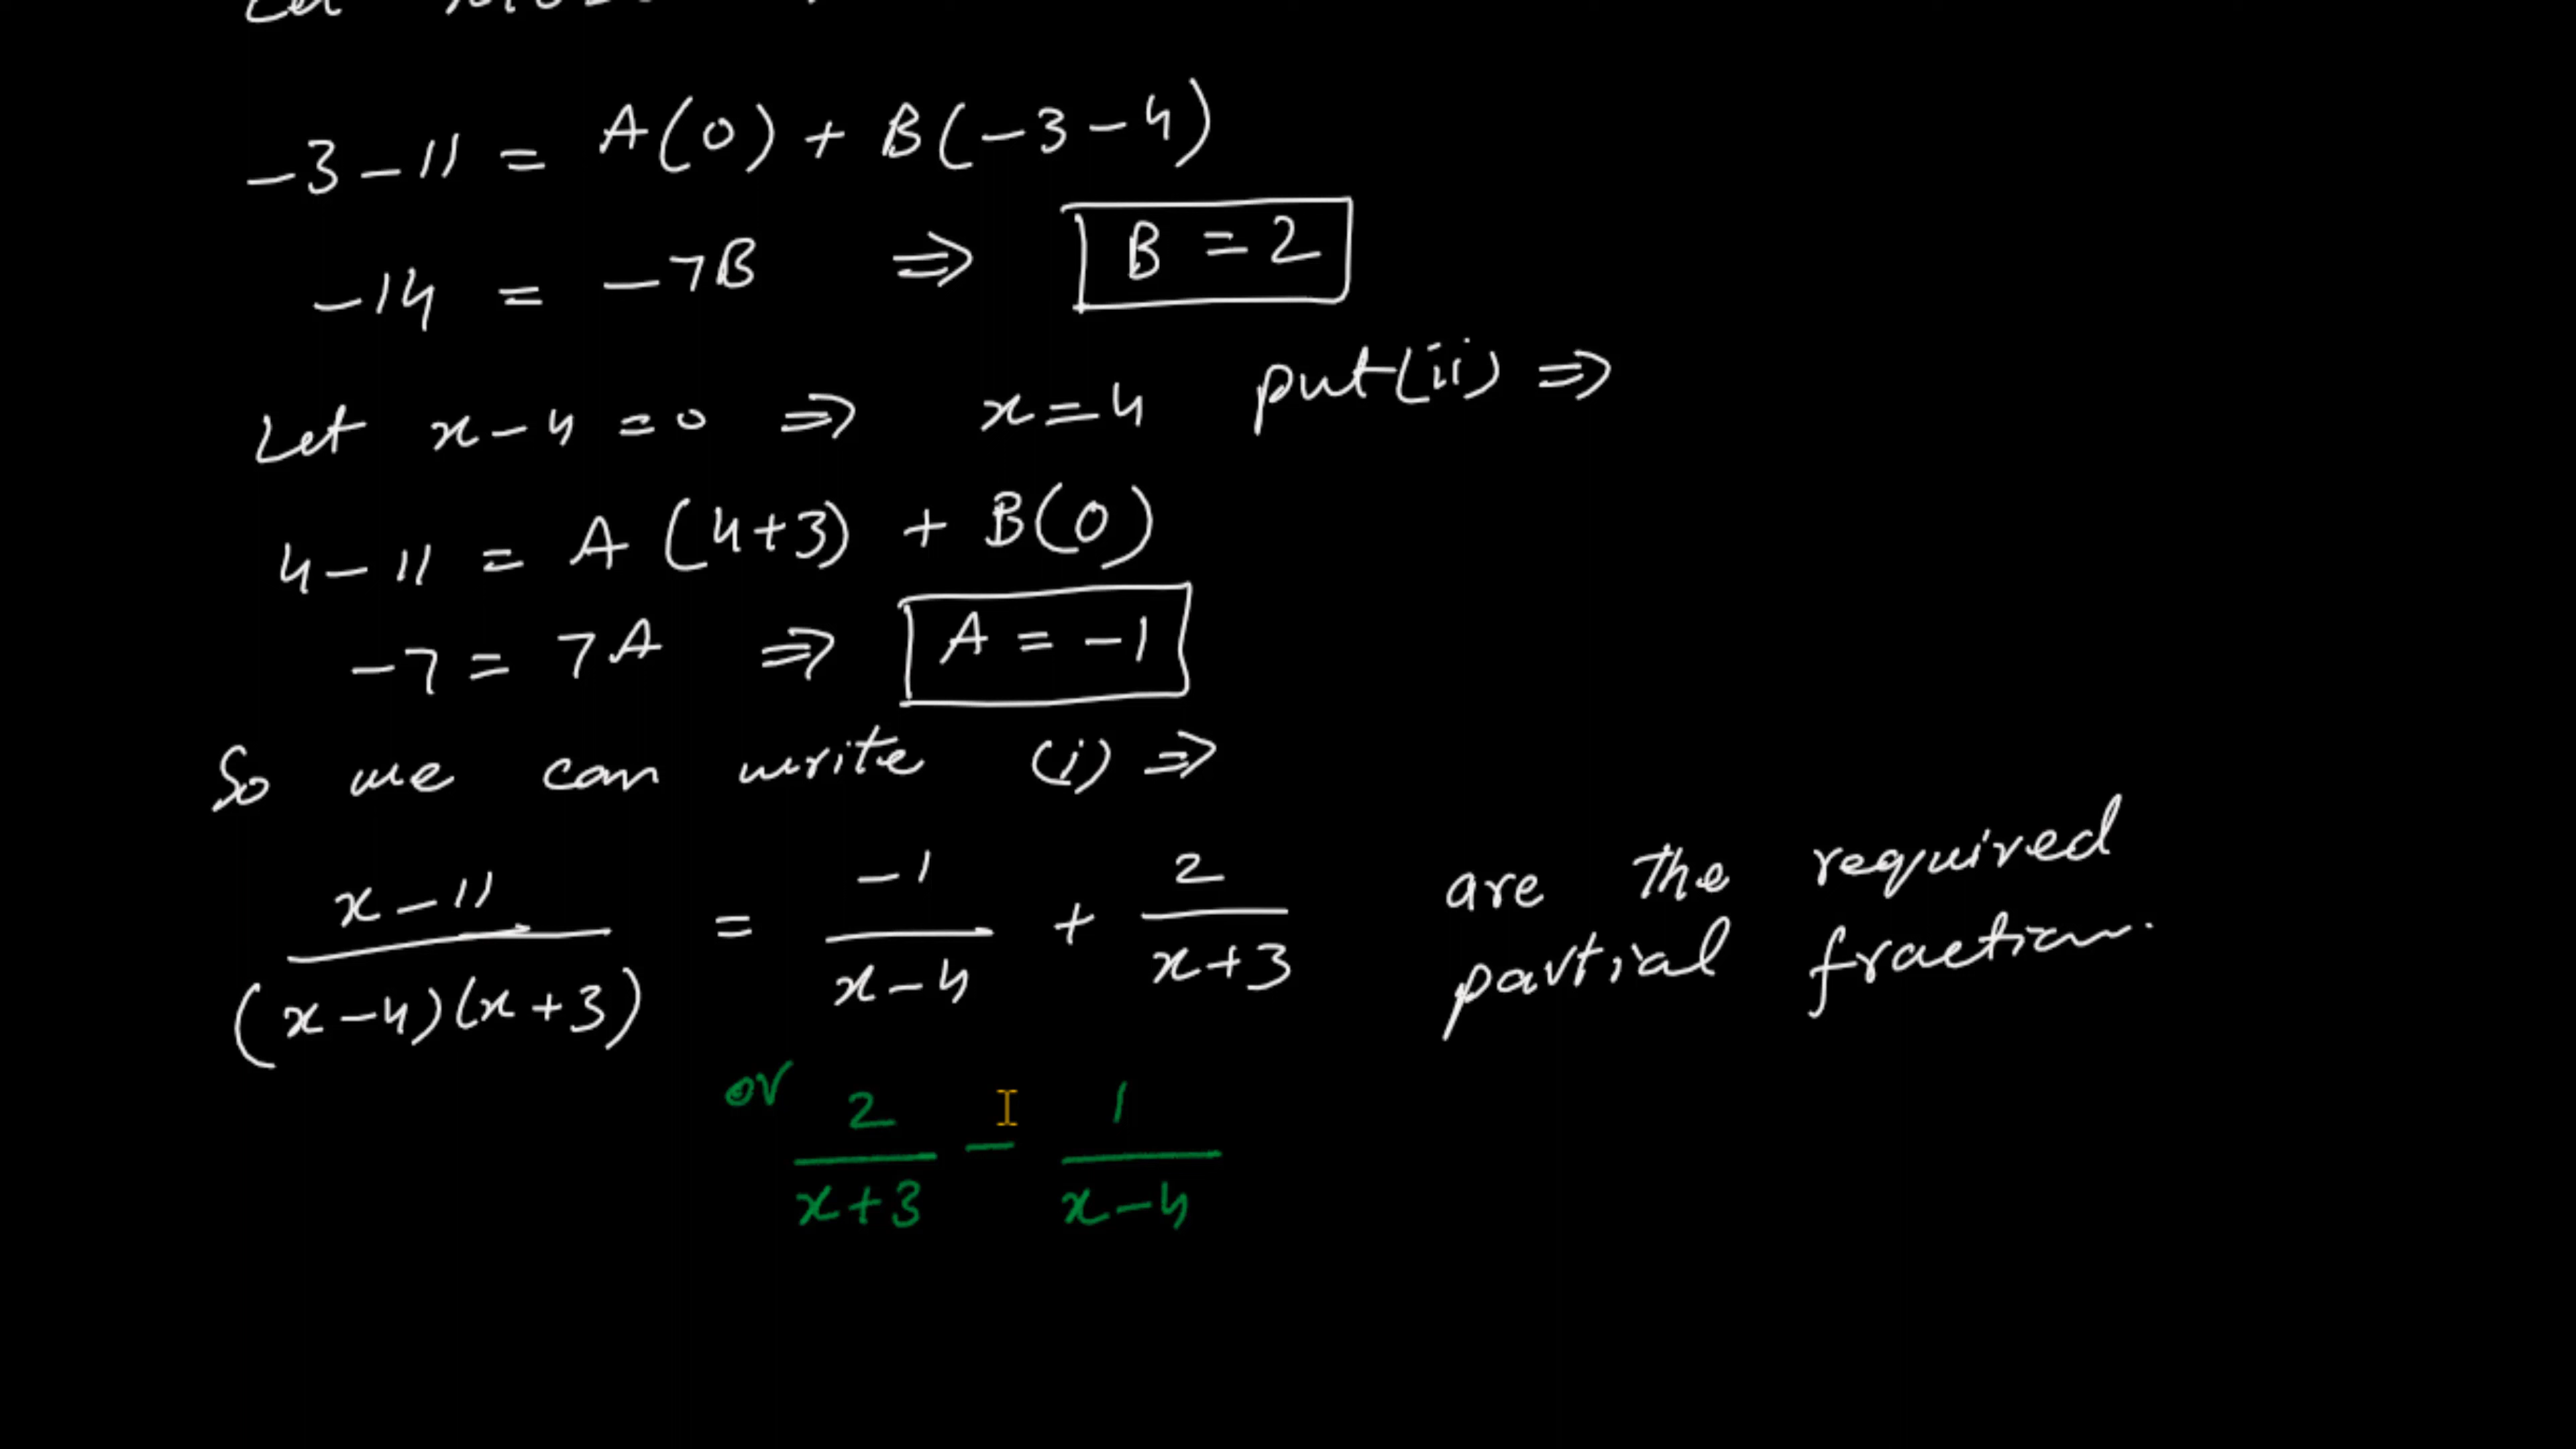 Let
-3-11 = A(0) + B(-3-4)
-14 = -7B ⇒ B = 2
Let x-4 =0 ⇒ x=4 put(ii) ⇒
4-11 = A (4+3) + B(0)
-7 = 7A ⇒ A = -1
So we can write (i) ⇒
x-11 / (x-4)(x+3) = -1 / x-4 + 2 / x+3 are the required
partial fraction.
or 2 / x+3 - 1 / x-4